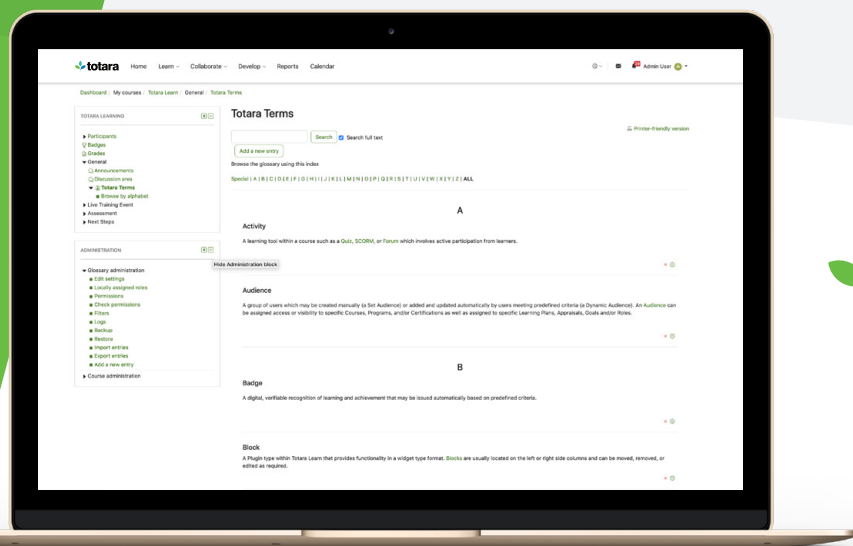 totara Home Learn Collaborate Develop Reports Calendar Admin User
Dashboard / My courses / Totara Learn / General / Totara Terms
TOTARA LEARNING
Participants
Badges
Grades
General
Announcements
Discussion area
Totara Terms
Browse by alphabet
Live Training Event
Assessment
Next Steps
ADMINISTRATION
Hide Administration block
Glossary administration
Edit settings
Locally assigned roles
Permissions
Check permissions
Filters
Logs
Backup
Restore
Import entries
Export entries
Add a new entry
Course administration
Totara Terms
Printer-friendly version
Search Search full text
Add a new entry
Browse the glossary using this index
Special | A | B | C | D | E | F | G | H | I | J | K | L | M | N | O | P | Q | R | S | T | U | V | W | X | Y | Z | ALL
A
Activity
A learning tool within a course such as a Quiz, SCORM, or Forum which involves active participation from learners.
Audience
A group of users which may be created manually (a Set Audience) or added and updated automatically by users meeting predefined criteria (a Dynamic Audience). An Audience can
be assigned access or visibility to specific Courses, Programs, and/or Certifications as well as assigned to specific Learning Plans, Appraisals, Goals and/or Roles.
B
Badge
A digital, verifiable recognition of learning and achievement that may be issued automatically based on predefined criteria.
Block
A Plugin type within Totara Learn that provides functionality in a widget type format. Blocks are usually located on the left or right side columns and can be moved, removed, or
edited as required.